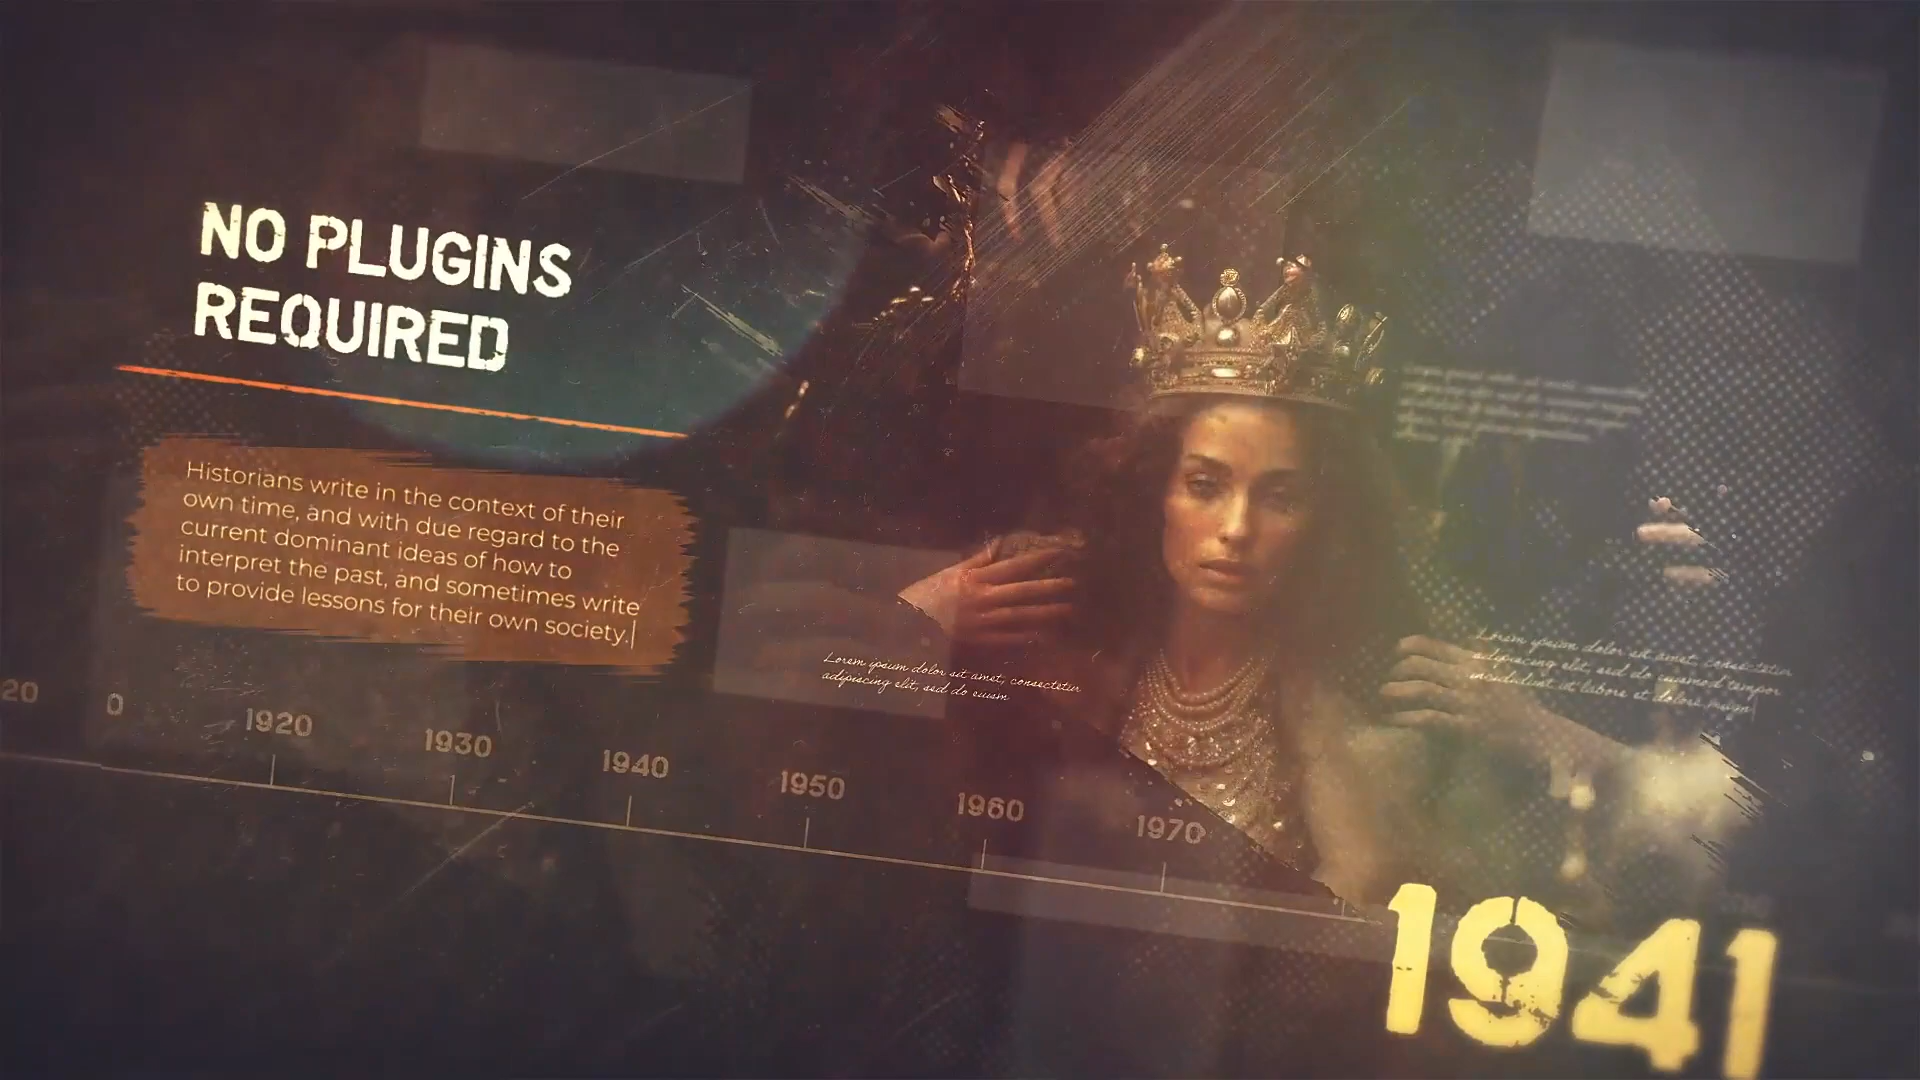 NO PLUGINS
REQUIRED
Historians write in the context of their
own time, and with due regard to the
current dominant ideas of how to
interpret the past, and sometimes write
to provide lessons for their own society.
Lorem ipsum dolor sit amet, consectetur
adipiscing elit, sed do euism
Lorem ipsum dolor sit amet, consectetur
adipiscing elit, sed do eiusmod tempor
incididunt ut labore et dolore
20
0
1920
1930
1940
1950
1960
1970
1941